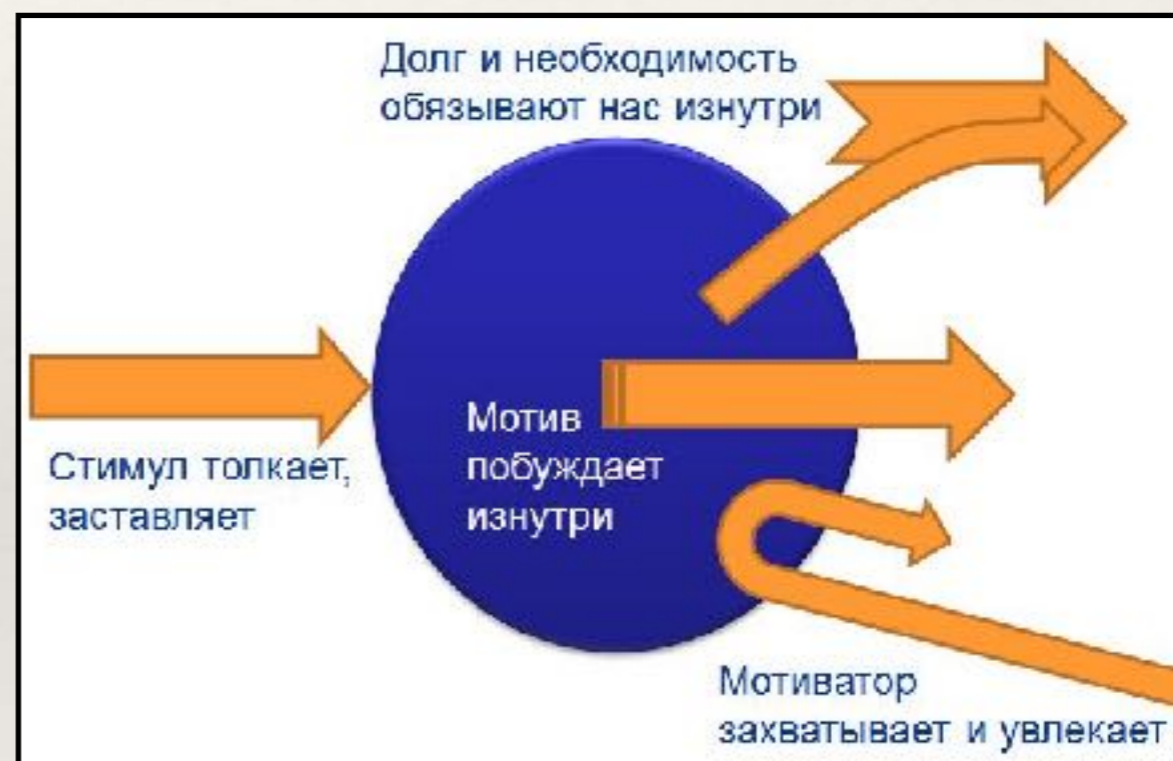 Долг и необходимость
обязывают нас изнутри
Стимул толкает,
заставляет
Мотив
побуждает
изнутри
Мотиватор
захватывает и увлекает